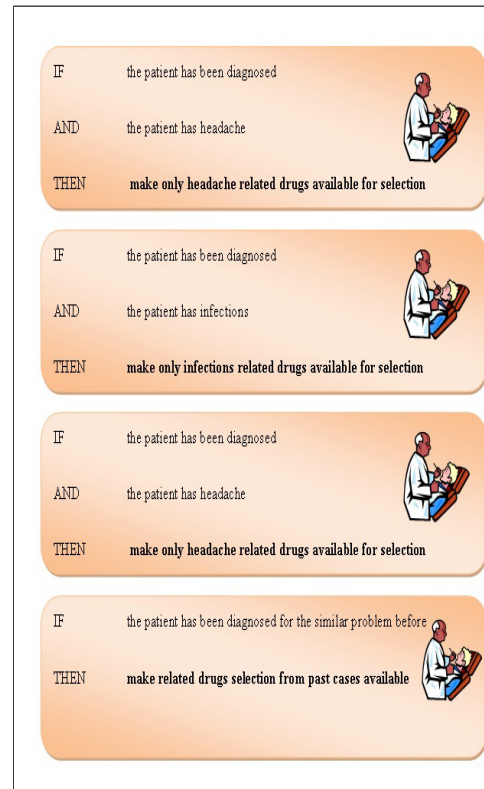 IF the patient has been diagnosed
AND the patient has headache
THEN make only headache related drugs available for selection
IF the patient has been diagnosed
AND the patient has infections
THEN make only infections related drugs available for selection
IF the patient has been diagnosed
AND the patient has headache
THEN make only headache related drugs available for selection
IF the patient has been diagnosed for the similar problem before
THEN make related drugs selection from past cases available